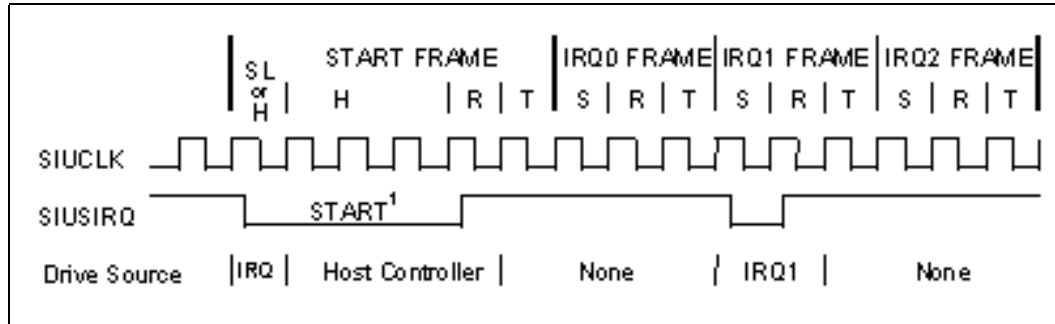 START FRAME IRQ0 FRAME IRQ1 FRAME IRQ2 FRAME
SL or H H R T S R T S R T S R T
SIUCLK
SIUSIRQ START1
Drive Source IRQ Host Controller None IRQ1 None